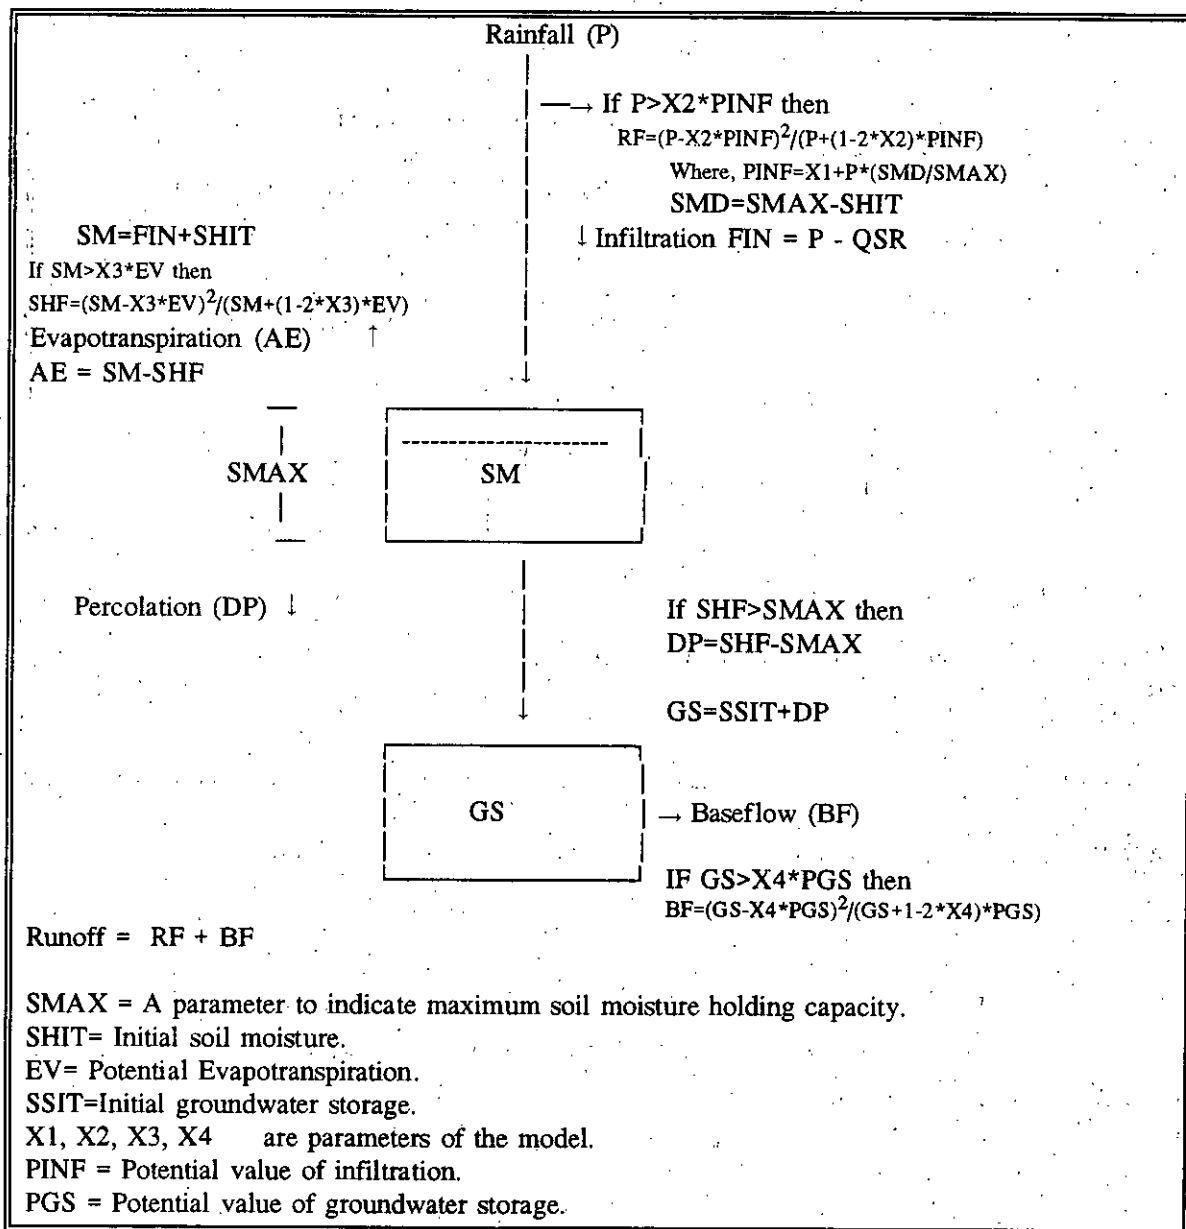 Rainfall (P)
→ If P>X2*PINF then
RF=(P-X2*PINF)²/(P+(1-2*X2)*PINF)
Where, PINF=X1+P*(SMD/SMAX)
SMD=SMAX-SHIT
↓ Infiltration FIN = P - QSR
SM=FIN+SHIT
If SM>X3*EV then
SHF=(SM-X3*EV)²/(SM+(1-2*X3)*EV)
Evapotranspiration (AE) ↑
AE = SM-SHF
SMAX
SM
Percolation (DP) ↓
If SHF>SMAX then
DP=SHF-SMAX
GS=SSIT+DP
GS
→ Baseflow (BF)
IF GS>X4*PGS then
BF=(GS-X4*PGS)²/(GS+1-2*X4)*PGS)
Runoff = RF + BF
SMAX = A parameter to indicate maximum soil moisture holding capacity.
SHIT= Initial soil moisture.
EV= Potential Evapotranspiration.
SSIT=Initial groundwater storage.
X1, X2, X3, X4 are parameters of the model.
PINF = Potential value of infiltration.
PGS = Potential value of groundwater storage.